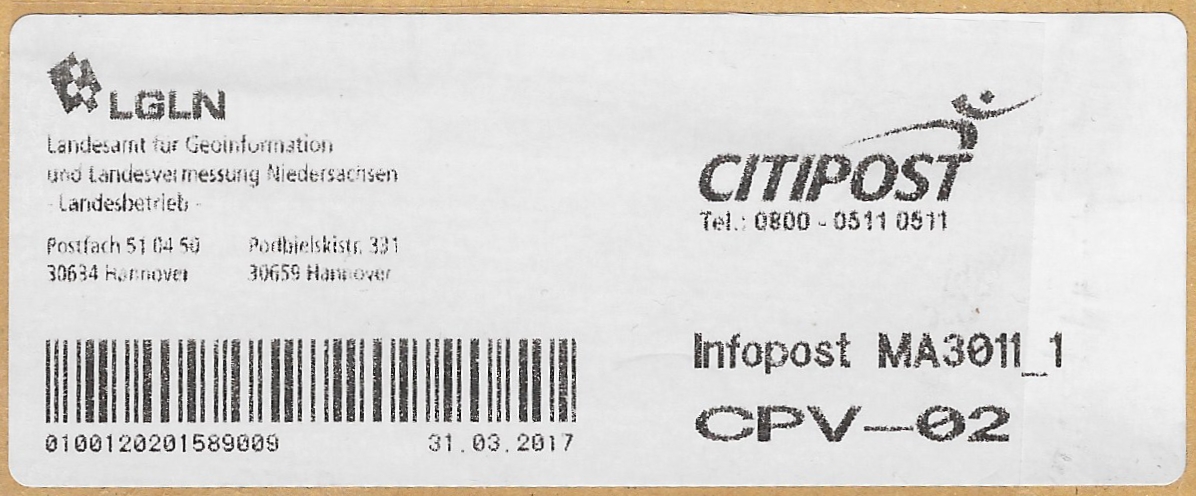 LGLN
Landesamt für Geoinformation
und Landesvermessung Niedersachsen
- Landesbetrieb -
Postfach 51 04 50
30634 Hannover
Podbielskistr. 331
30659 Hannover
0100120201589009
31.03.2017
CITIPOST
Tel.: 0800 - 0511 0511
Infopost MA3011_1
CPV-02